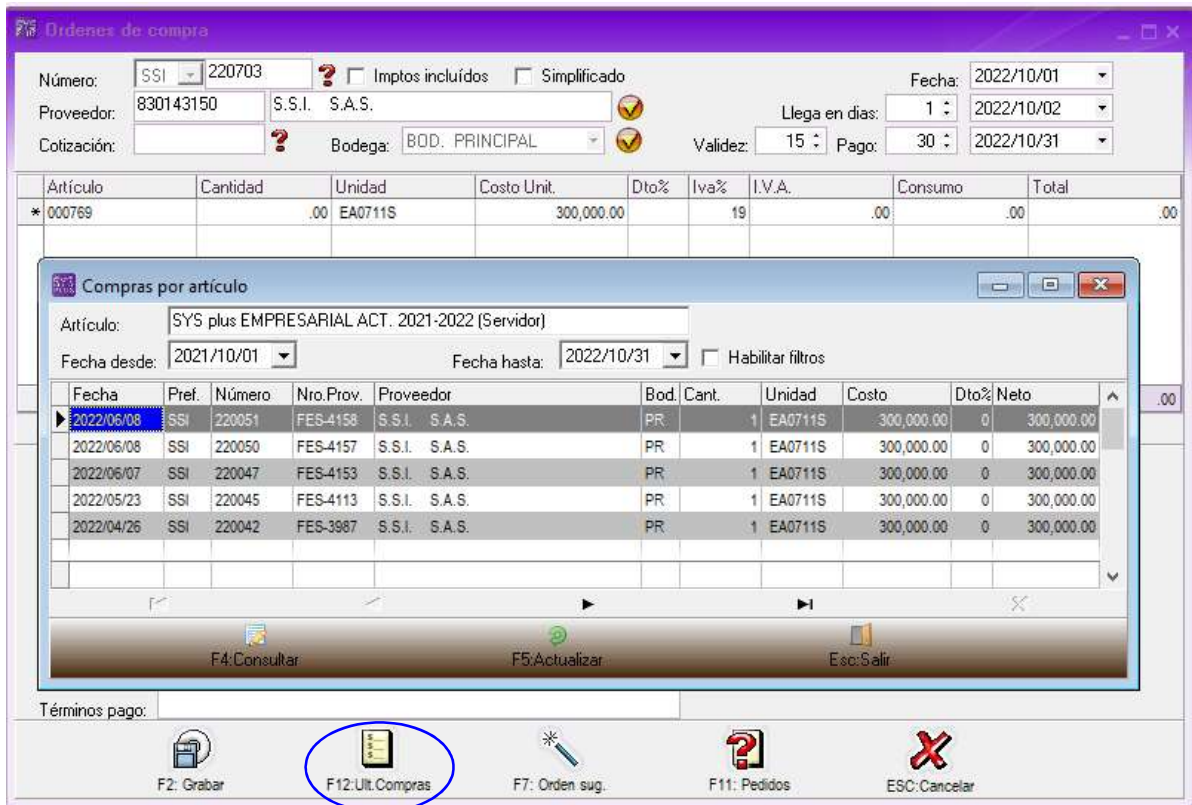 Ordenes de compra
Número: SSI 220703 Imptos incluídos Simplificado Fecha: 2022/10/01
Proveedor: 830143150 S.S.I. S.A.S. Llega en dias: 1 2022/10/02
Cotización: Bodega: BOD. PRINCIPAL Validez: 15 Pago: 30 2022/10/31
Artículo Cantidad Unidad Costo Unit. Dto% Iva% I.V.A. Consumo Total
* 000769 .00 EA0711S 300,000.00 19 .00 .00 .00
Compras por artículo
Artículo: SYS plus EMPRESARIAL ACT. 2021-2022 (Servidor)
Fecha desde: 2021/10/01 Fecha hasta: 2022/10/31 Habilitar filtros
Fecha Pref. Número Nro.Prov. Proveedor Bod. Cant. Unidad Costo Dto% Neto
.00
2022/06/08 SSI 220051 FES-4158 S.S.I. S.A.S. PR 1 EA0711S 300,000.00 0 300,000.00
2022/06/08 SSI 220050 FES-4157 S.S.I. S.A.S. PR 1 EA0711S 300,000.00 0 300,000.00
2022/06/07 SSI 220047 FES-4153 S.S.I. S.A.S. PR 1 EA0711S 300,000.00 0 300,000.00
2022/05/23 SSI 220045 FES-4113 S.S.I. S.A.S. PR 1 EA0711S 300,000.00 0 300,000.00
2022/04/26 SSI 220042 FES-3987 S.S.I. S.A.S. PR 1 EA0711S 300,000.00 0 300,000.00
F4:Consultar F5:Actualizar Esc:Salir
Términos pago:
F2: Grabar F12:Ult.Compras F7: Orden sug. F11: Pedidos ESC:Cancelar